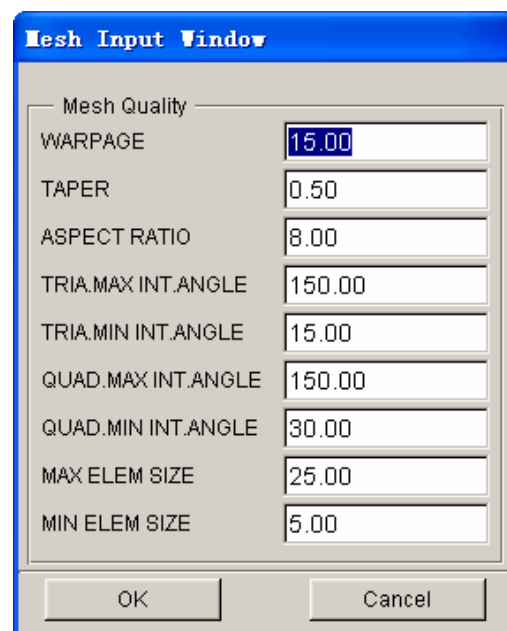 Mesh Input Window
Mesh Quality
WARPAGE 15.00
TAPER 0.50
ASPECT RATIO 8.00
TRIA.MAX INT.ANGLE 150.00
TRIA.MIN INT.ANGLE 15.00
QUAD.MAX INT.ANGLE 150.00
QUAD.MIN INT.ANGLE 30.00
MAX ELEM SIZE 25.00
MIN ELEM SIZE 5.00
OK Cancel